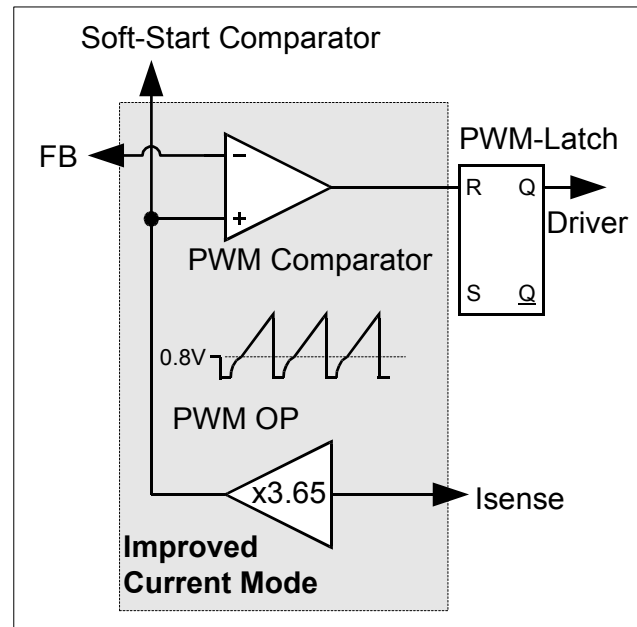 Soft-Start Comparator
FB
PWM-Latch
−
+
R Q
Driver
PWM Comparator
S Q
0.8V
PWM OP
x3.65
Isense
Improved
Current Mode